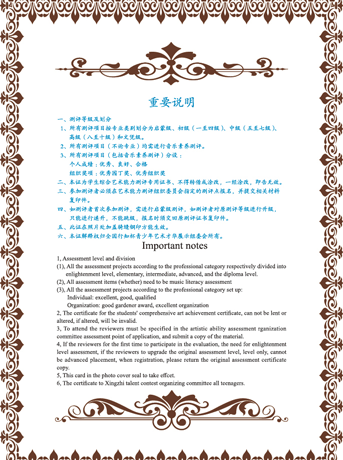 重要说明
一、测评等级及划分
1、所有测评项目按专业类别划分为启蒙级、初级（一至四级）、中级（五至七级）、
高级（八至十级）和文凭级。
2、所有测评项目（不论专业）均需进行音乐素养测评。
3、所有测评项目（包括音乐素养测评）分设：
个人成绩：优秀、良好、合格
组织奖项：优秀园丁奖、优秀组织奖
二、本证为学生综合艺术能力测评专用证书，不得转借或涂改，一经涂改，即告无效。
三、参加测评者必须在艺术能力测评组织委员会指定的测评点报名，并提交相关材料
复印件。
四、如测评者首次参加测评，需进行启蒙级测评，如测评者对原测评等级进行升级，
只能进行逐升，不能跳级，报名时须交回原测评证书复印件。
五、此证在照片处加盖骑缝钢印方能生效。
六、本证解释权归全国行知杯青少年艺术才华展示组委会所有。
Important notes
1, Assessment level and division
(1), All the assessment projects according to the professional category respectively divided into
enlightenment level, elementary, intermediate, advanced, and the diploma level.
(2), All assessment items (whether) need to be music literacy assessment
(3), All the assessment projects according to the professional category set up:
Individual: excellent, good, qualified
Organization: good gardener award, excellent organization
2, The certificate for the students' comprehensive art achievement certificate, can not be lent or
altered, if altered, will be invalid.
3, To attend the reviewers must be specified in the artistic ability assessment rganization
committee assessment point of application, and submit a copy of the material.
4, If the reviewers for the first time to participate in the evaluation, the need for enlightenment
level assessment, if the reviewers to upgrade the original assessment level, level only, cannot
be advanced placement, when registration, please return the original assessment certificate
copy.
5, This card in the photo cover seal to take effcet.
6, The certificate to Xingzhi talent contest organizing committee all teenagers.